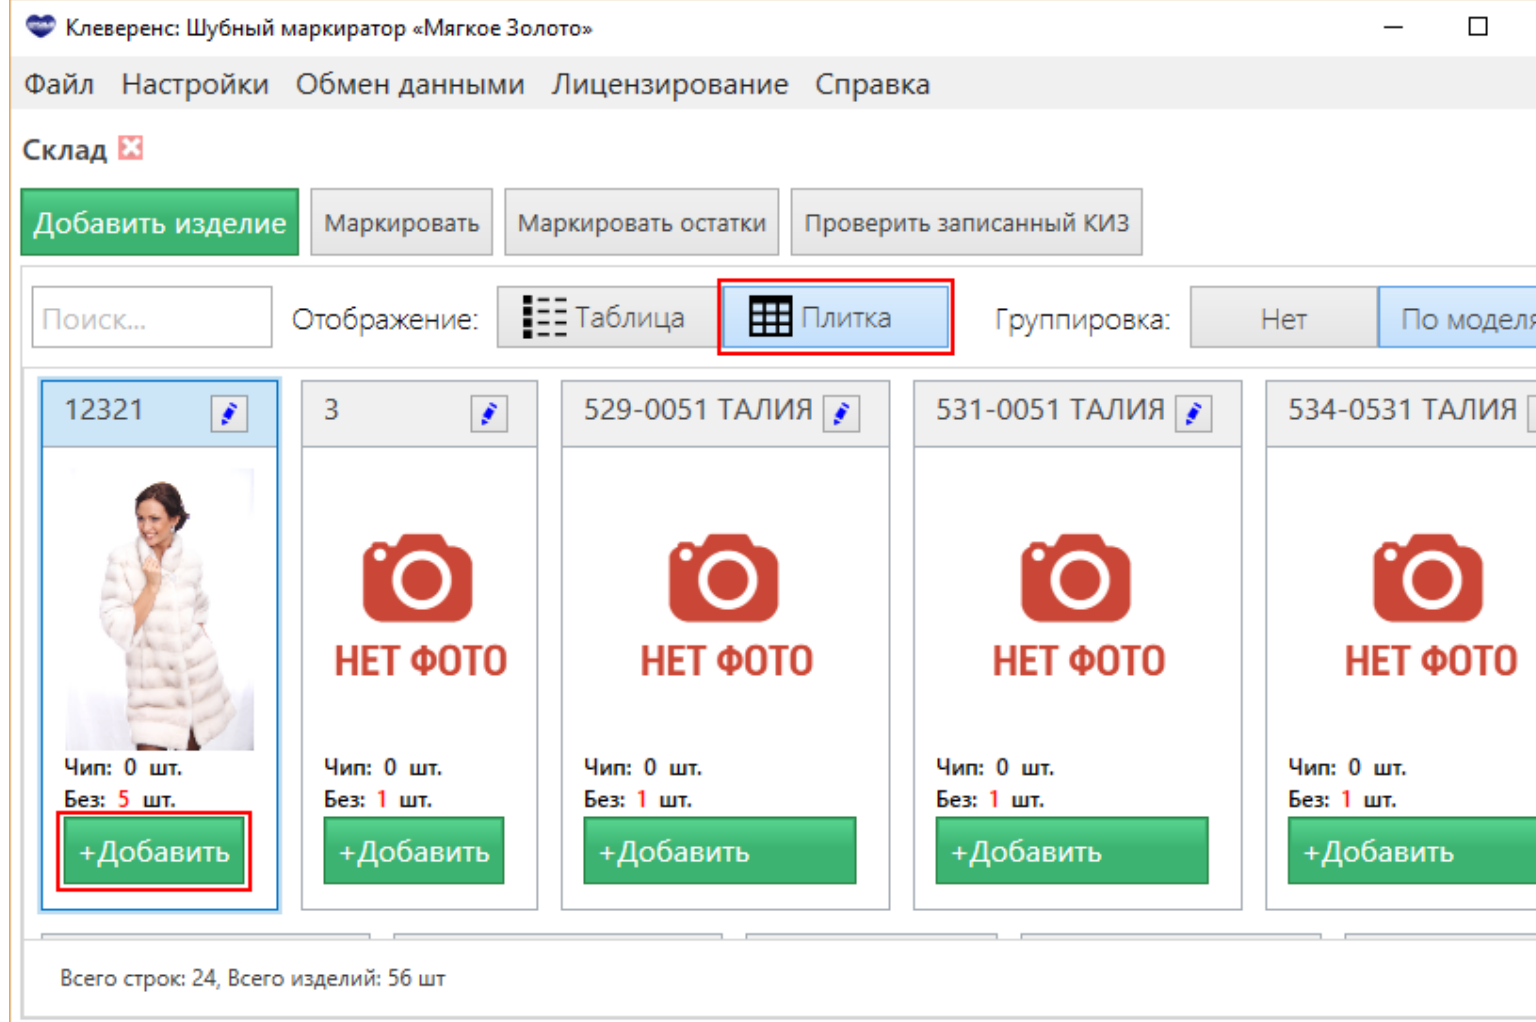 Клеверенс: Шубный маркиратор «Мягкое Золото»
Файл Настройки Обмен данными Лицензирование Справка
Склад
Добавить изделие Маркировать Маркировать остатки Проверить записанный КИЗ
Поиск... Отображение: Таблица Плитка Группировка: Нет По моделя
12321 3 529-0051 ТАЛИЯ 531-0051 ТАЛИЯ 534-0531 ТАЛИЯ
НЕТ ФОТО НЕТ ФОТО НЕТ ФОТО НЕТ ФОТО
Чип: 0 шт. Чип: 0 шт. Чип: 0 шт. Чип: 0 шт. Чип: 0 шт.
Без: 5 шт. Без: 1 шт. Без: 1 шт. Без: 1 шт. Без: 1 шт.
+Добавить +Добавить +Добавить +Добавить +Добавить
Всего строк: 24, Всего изделий: 56 шт